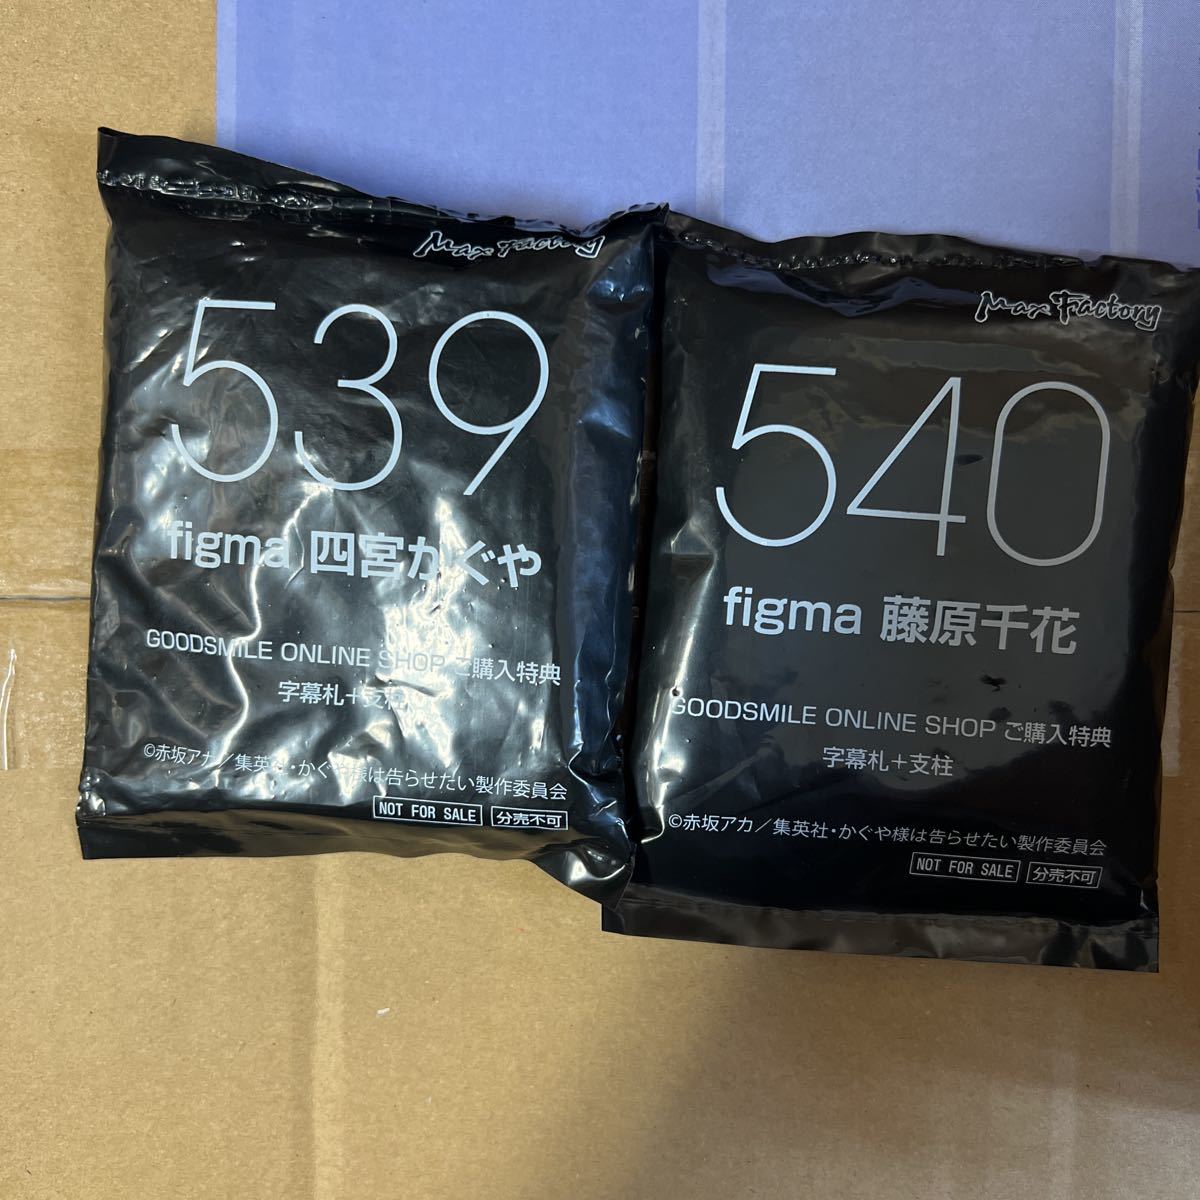 Max Factory
539
figma 四宮かぐや
GOODSMILE ONLINE SHOP ご購入特典
字幕札＋支柱
©赤坂アカ／集英社・かぐや様は告らせたい製作委員会
NOT FOR SALE 分売不可
Max Factory
540
figma 藤原千花
GOODSMILE ONLINE SHOP ご購入特典
字幕札＋支柱
©赤坂アカ／集英社・かぐや様は告らせたい製作委員会
NOT FOR SALE 分売不可